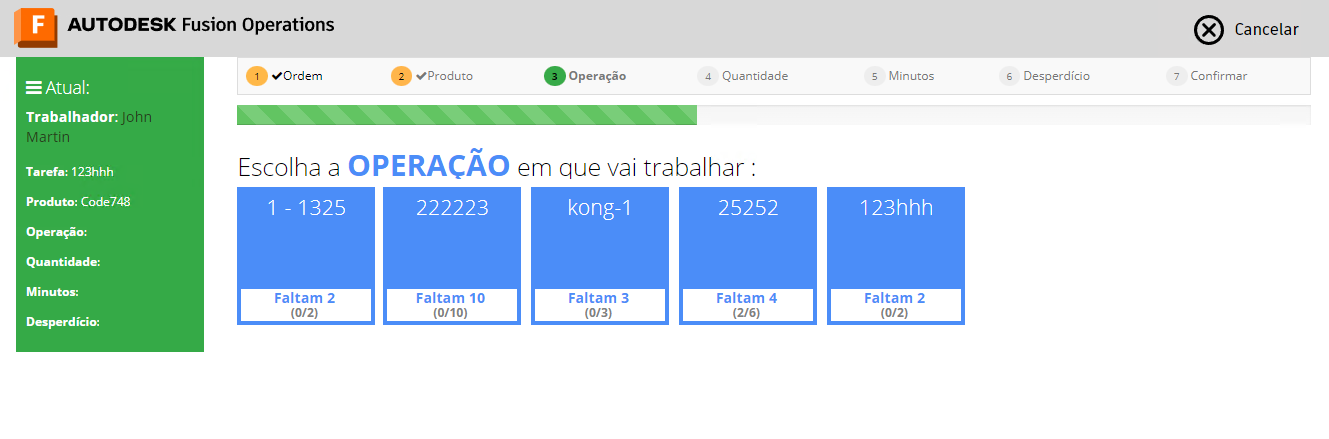 F AUTODESK Fusion Operations
Cancelar
Atual:
Trabalhador: John
Martin
Tarefa: 123hhh
Produto: Code748
Operação:
Quantidade:
Minutos:
Desperdício:
1 Ordem 2 Produto 3 Operação 4 Quantidade 5 Minutos 6 Desperdício 7 Confirmar
Escolha a OPERAÇÃO em que vai trabalhar :
1 - 1325
Faltam 2
(0/2)
222223
Faltam 10
(0/10)
kong-1
Faltam 3
(0/3)
25252
Faltam 4
(2/6)
123hhh
Faltam 2
(0/2)